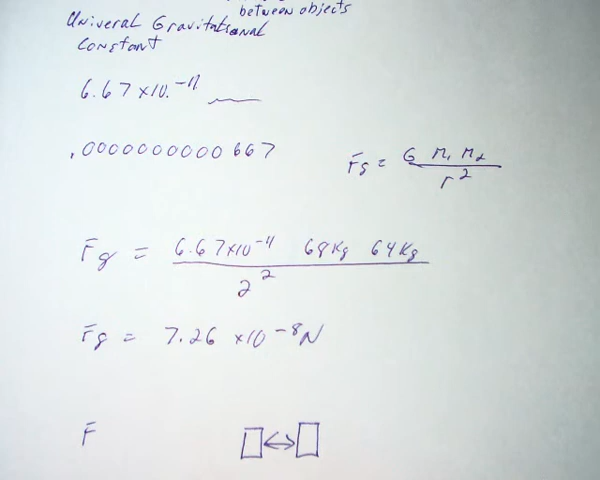 between objects
Univeral Gravitational
Constant
6.67 x10.⁻¹¹
.0000000000667
Fg = G m₁ m₂
r²
Fg = 6.67x10⁻¹¹ 68Kg 64Kg
2²
Fg = 7.26 x10⁻⁸N
F